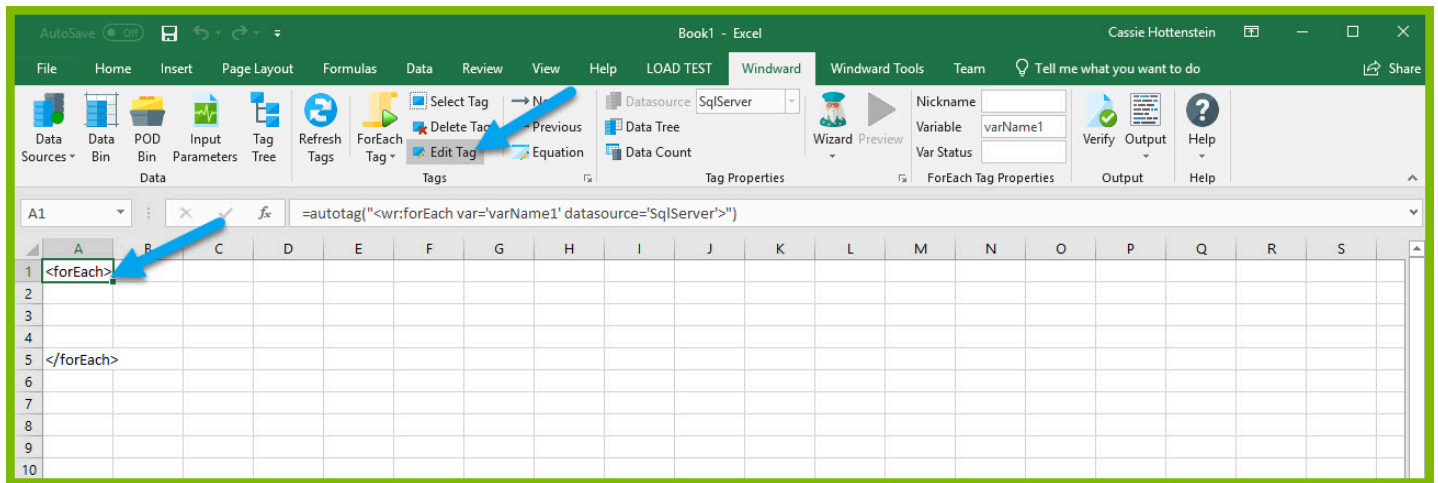 AutoSave Off Book1 - Excel Cassie Hottenstein
File Home Insert Page Layout Formulas Data Review View Help LOAD TEST Windward Windward Tools Team Tell me what you want to do Share
Data Sources
Data Bin
POD Bin
Input Parameters
Tag Tree
Refresh Tags
ForEach Tag
Select Tag
Delete Tag
Edit Tag
Previous
Equation
Datasource SqlServer
Data Tree
Data Count
Wizard Preview
Nickname
Variable varName1
Var Status
Verify Output
Help
Data Tags Tag Properties ForEach Tag Properties Output Help
A1 fx =autotag("<wr:forEach var='varName1' datasource='SqlServer'>")
A B C D E F G H I J K L M N O P Q R S
1 <forEach>
2
3
4
5 </forEach>
6
7
8
9
10